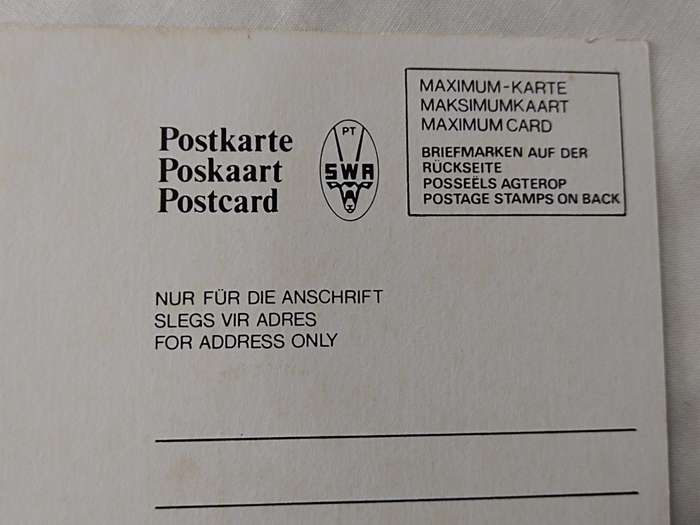 Postkarte
Poskaart
Postcard
PT
SWA
MAXIMUM-KARTE
MAKSIMUMKAART
MAXIMUM CARD
BRIEFMARKEN AUF DER
RÜCKSEITE
POSSEËLS AGTEROP
POSTAGE STAMPS ON BACK
NUR FÜR DIE ANSCHRIFT
SLEGS VIR ADRES
FOR ADDRESS ONLY